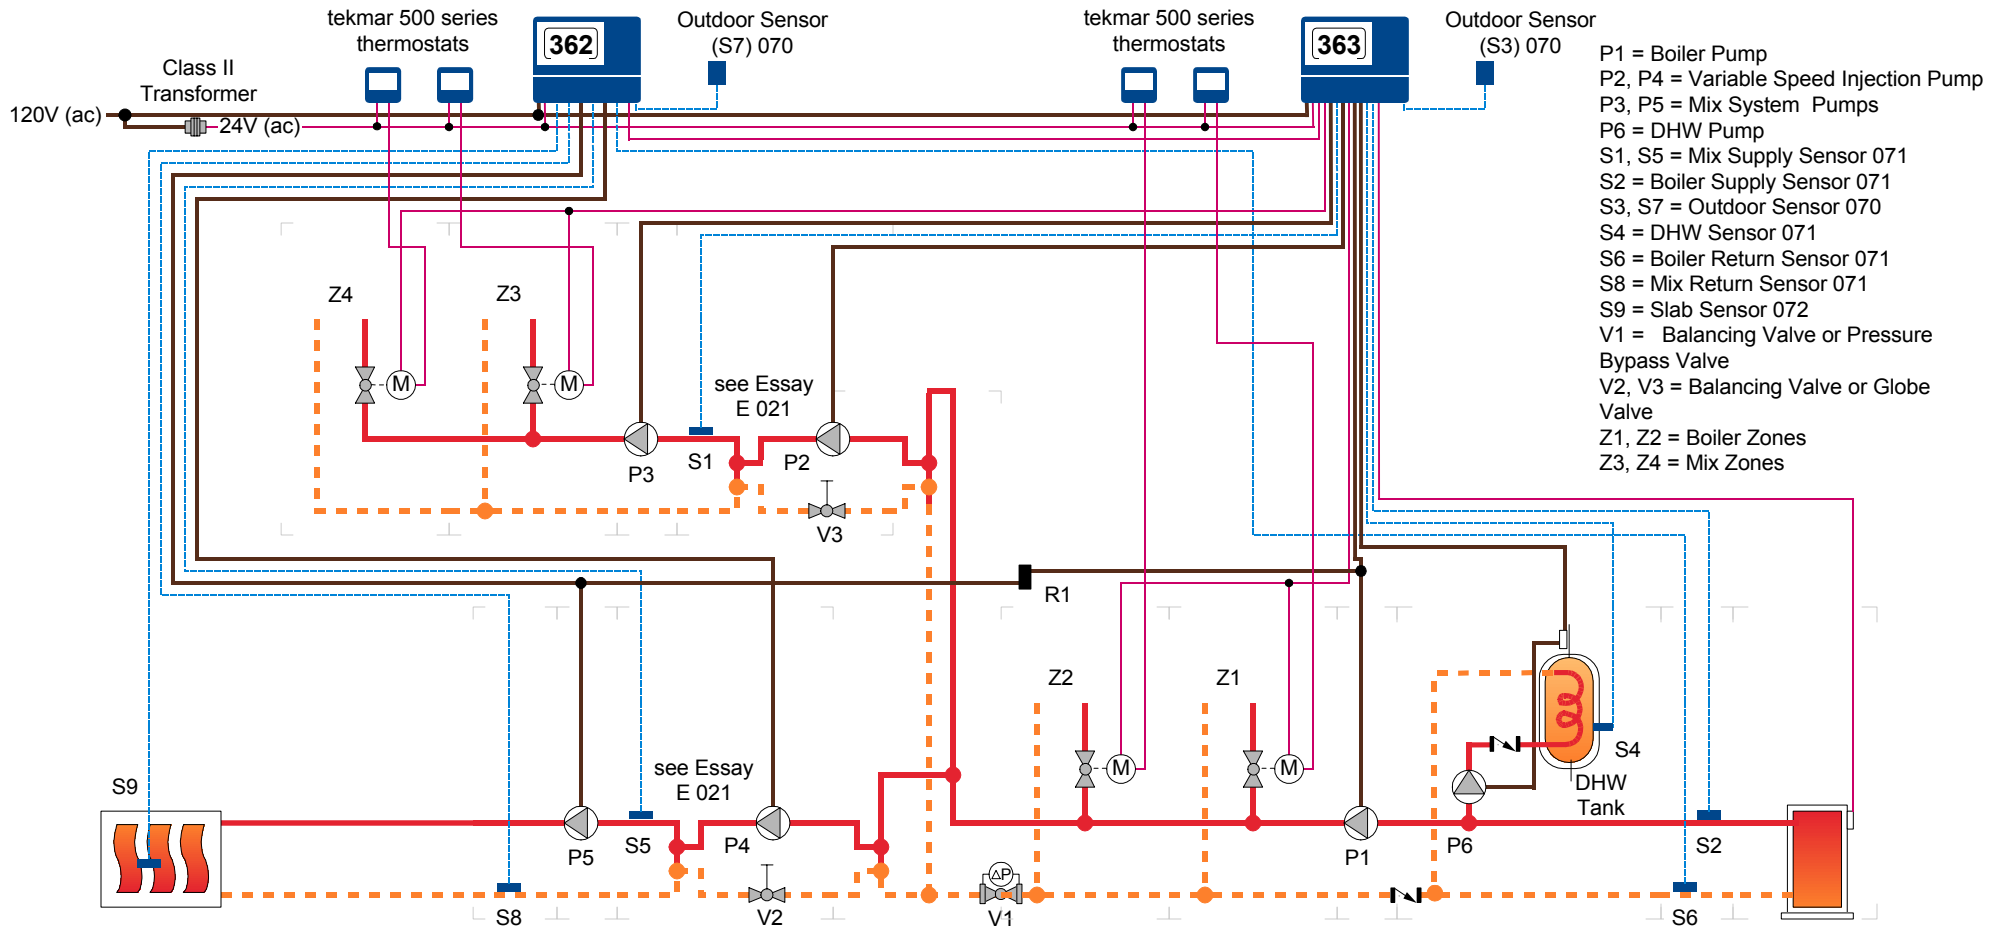 tekmar 500 series
thermostats
362
Outdoor Sensor
(S7) 070
tekmar 500 series
thermostats
363
Outdoor Sensor
(S3) 070
Class II
Transformer
120V (ac)
24V (ac)
P1 = Boiler Pump
P2, P4 = Variable Speed Injection Pump
P3, P5 = Mix System Pumps
P6 = DHW Pump
S1, S5 = Mix Supply Sensor 071
S2 = Boiler Supply Sensor 071
S3, S7 = Outdoor Sensor 070
S4 = DHW Sensor 071
S6 = Boiler Return Sensor 071
S8 = Mix Return Sensor 071
S9 = Slab Sensor 072
V1 = Balancing Valve or Pressure
Bypass Valve
V2, V3 = Balancing Valve or Globe
Valve
Z1, Z2 = Boiler Zones
Z3, Z4 = Mix Zones
Z4
Z3
M
M
see Essay
E 021
P3
S1
P2
V3
R1
Z2
Z1
M
M
S4
DHW
Tank
S9
see Essay
E 021
P5
S5
P4
P1
P6
S2
ΔP
S8
V2
V1
S6